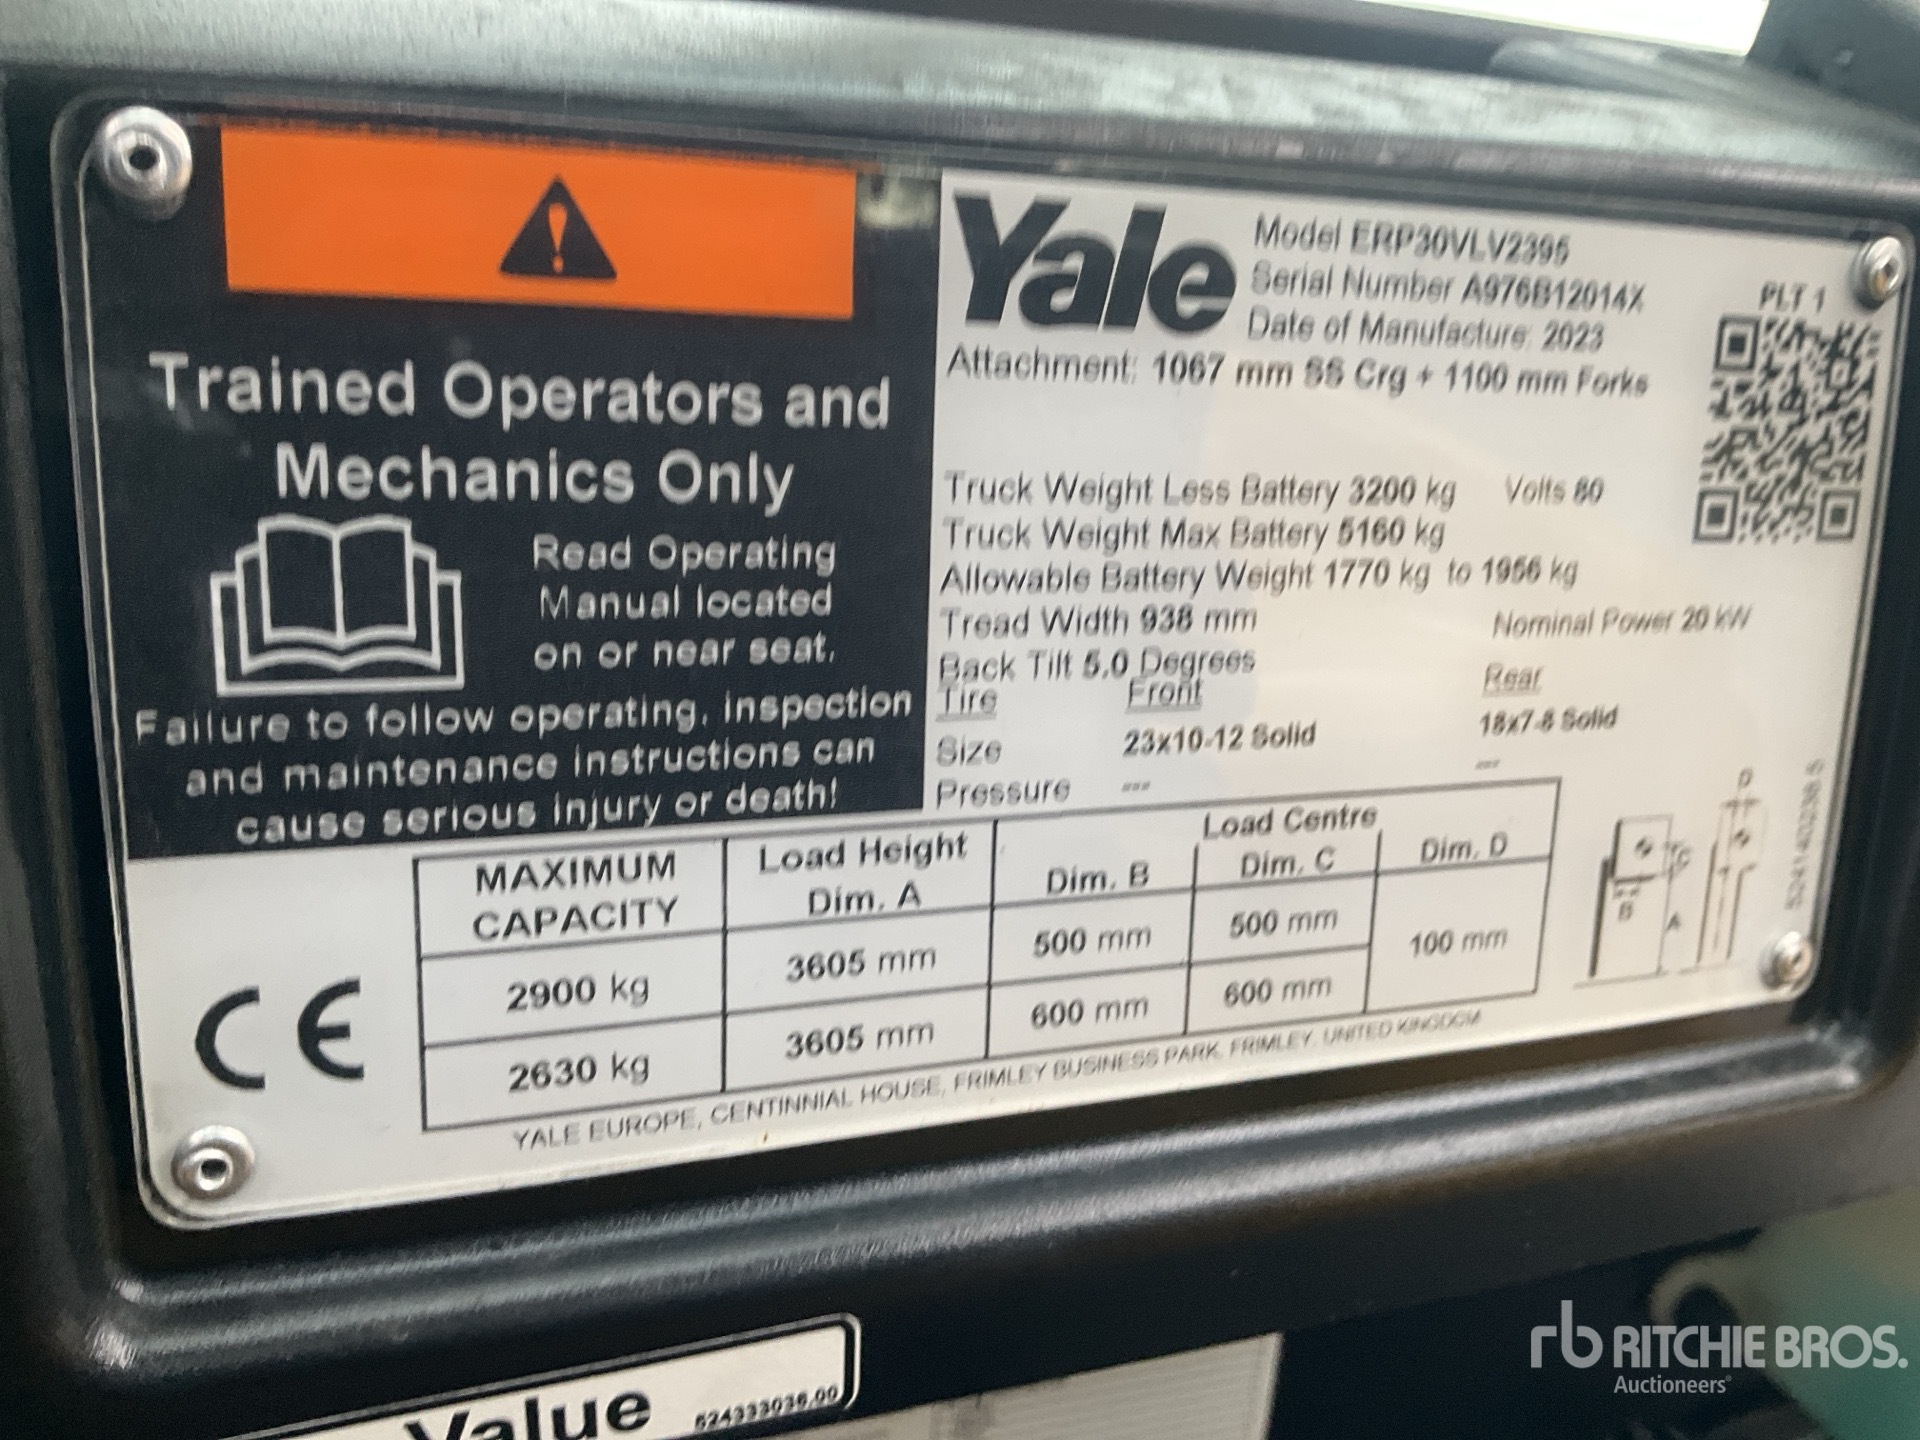 Trained Operators and
Mechanics Only
Read Operating
Manual located
on or near seat.
Failure to follow operating, inspection
and maintenance instructions can
cause serious injury or death!
Yale
Model ERP30VLV2395
Serial Number A976B12014X
Date of Manufacture: 2023
Attachment: 1067 mm SS Crg + 1100 mm Forks
PLT 1
Truck Weight Less Battery 3200 kg Volts 80
Truck Weight Max Battery 5160 kg
Allowable Battery Weight 1770 kg to 1956 kg
Tread Width 938 mm Nominal Power 20 kW
Back Tilt 5.0 Degrees
Tire Front Rear
Size 23x10-12 Solid 18x7-8 Solid
Pressure --- ---
MAXIMUM CAPACITY
Load Height Dim. A
Load Centre
Dim. B Dim. C Dim. D
2900 kg 3605 mm 500 mm 500 mm 100 mm
2630 kg 3605 mm 600 mm 600 mm
B A C D
CE
YALE EUROPE, CENTINNIAL HOUSE, FRIMLEY BUSINESS PARK, FRIMLEY, UNITED KINGDOM
Value
524333036.00
rb RITCHIE BROS.
Auctioneers